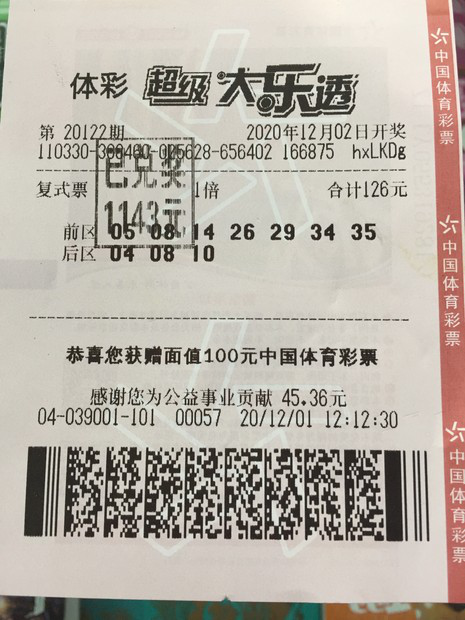 体彩 超级大乐透
第 20122期 2020年12月02日开奖
110330-300460-025628-656402 166875 hxLKDg
复式票 1倍 合计126元
已兑奖
1143元
前区 05 08 14 26 29 34 35
后区 04 08 10
恭喜您获赠面值100元中国体育彩票
感谢您为公益事业贡献 45.36元
04-039001-101 00057 20/12/01 12:12:30
中国体育彩票
中国体育彩票
中国体育彩票